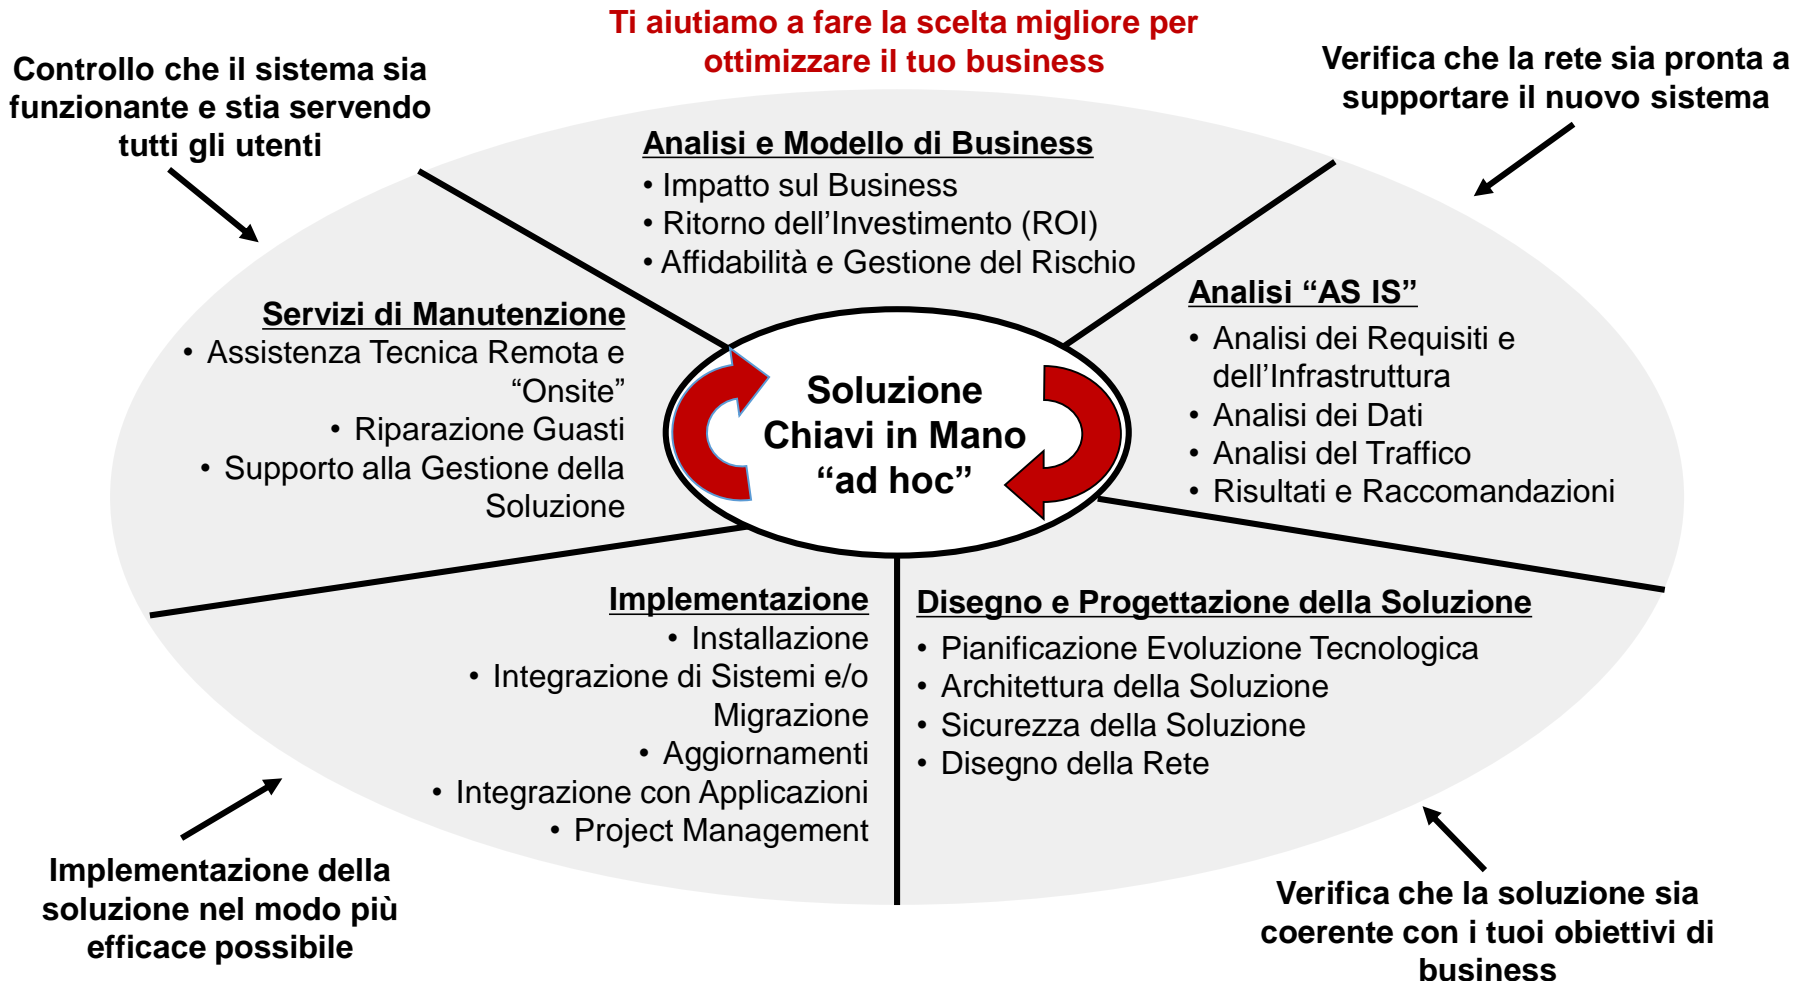 Ti aiutiamo a fare la scelta migliore per
ottimizzare il tuo business
Controllo che il sistema sia
funzionante e stia servendo
tutti gli utenti
Verifica che la rete sia pronta a
supportare il nuovo sistema
Analisi e Modello di Business
• Impatto sul Business
• Ritorno dell’Investimento (ROI)
• Affidabilità e Gestione del Rischio
Analisi “AS IS”
• Analisi dei Requisiti e
dell’Infrastruttura
• Analisi dei Dati
• Analisi del Traffico
• Risultati e Raccomandazioni
Servizi di Manutenzione
• Assistenza Tecnica Remota e
“Onsite”
• Riparazione Guasti
• Supporto alla Gestione della
Soluzione
Soluzione
Chiavi in Mano
“ad hoc”
Implementazione
• Installazione
• Integrazione di Sistemi e/o
Migrazione
• Aggiornamenti
• Integrazione con Applicazioni
• Project Management
Disegno e Progettazione della Soluzione
• Pianificazione Evoluzione Tecnologica
• Architettura della Soluzione
• Sicurezza della Soluzione
• Disegno della Rete
Implementazione della
soluzione nel modo più
efficace possibile
Verifica che la soluzione sia
coerente con i tuoi obiettivi di
business